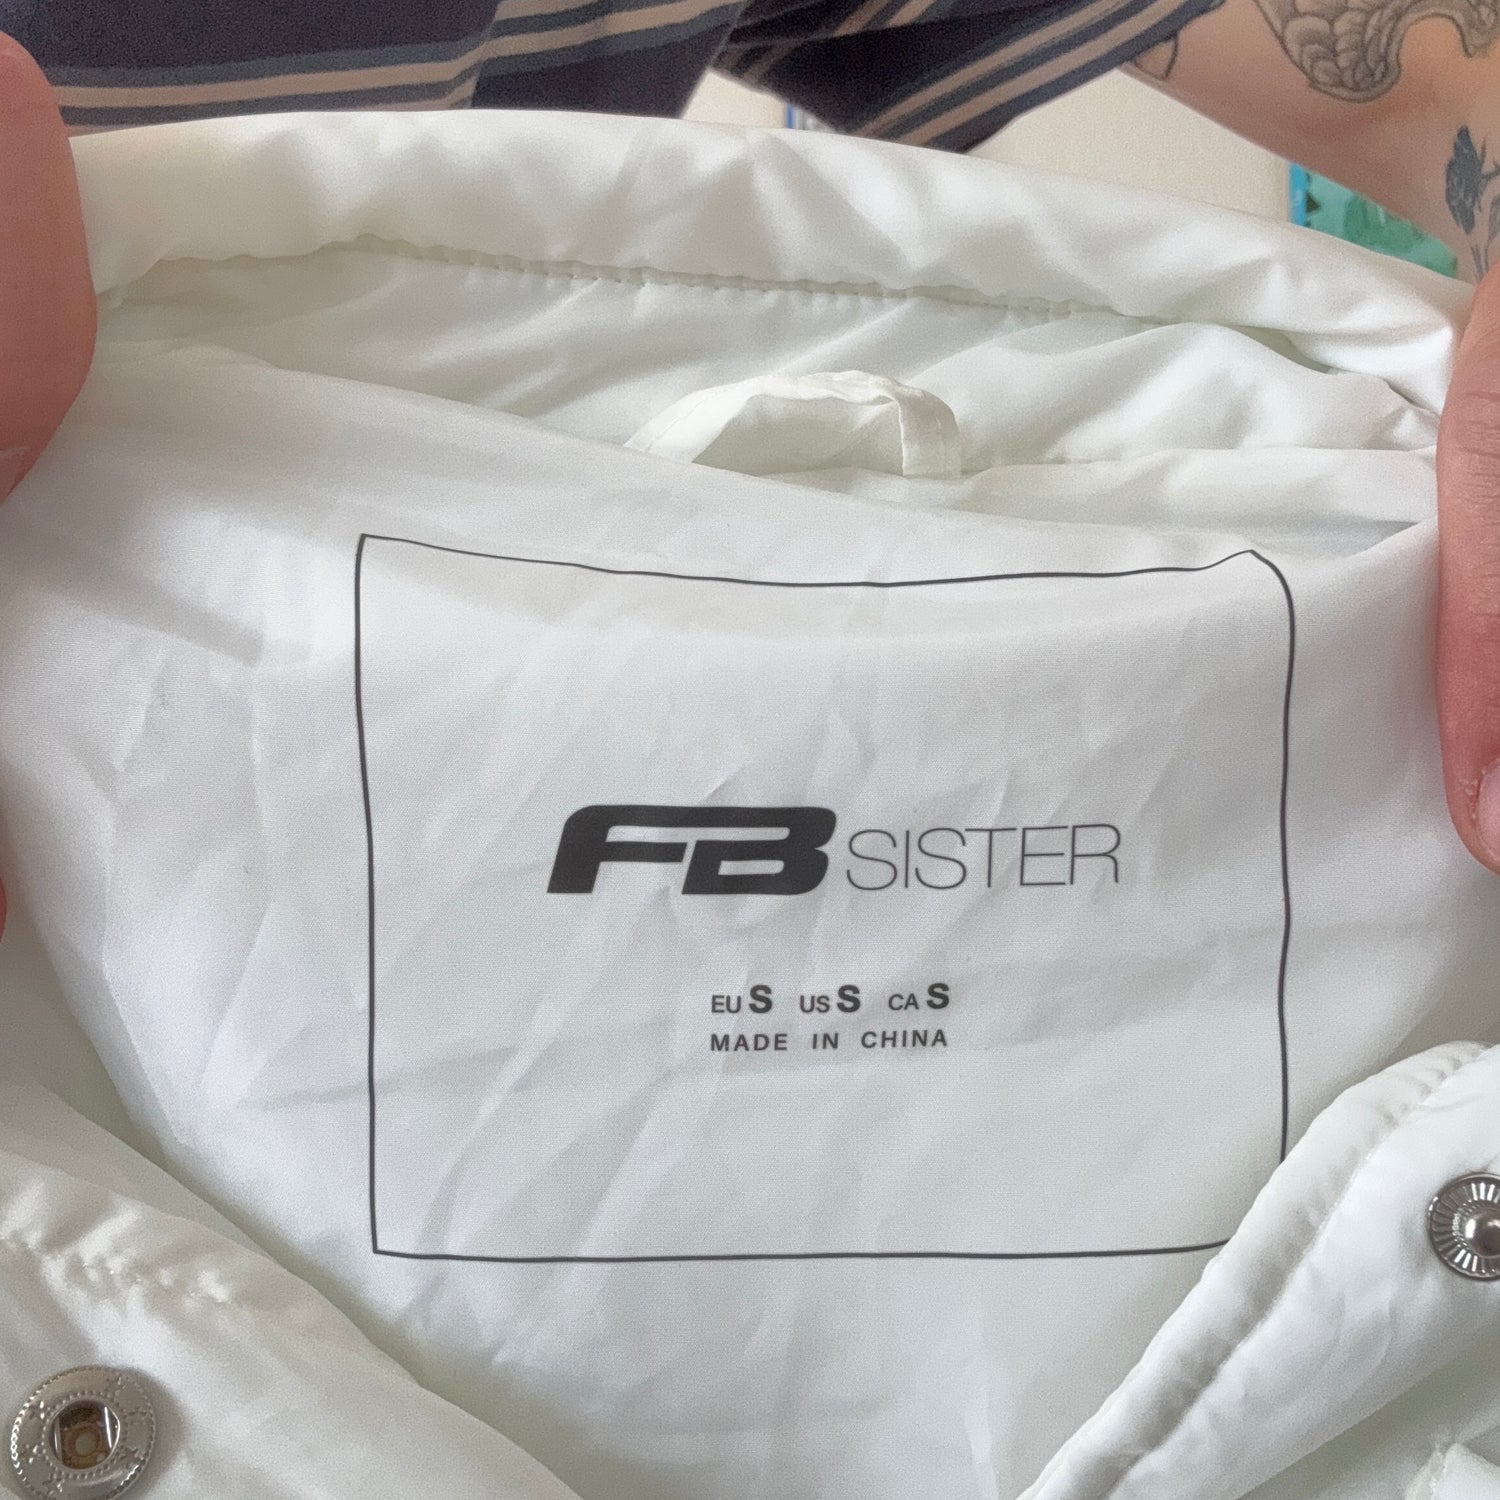 FB SISTER
EU S US S CA S
MADE IN CHINA